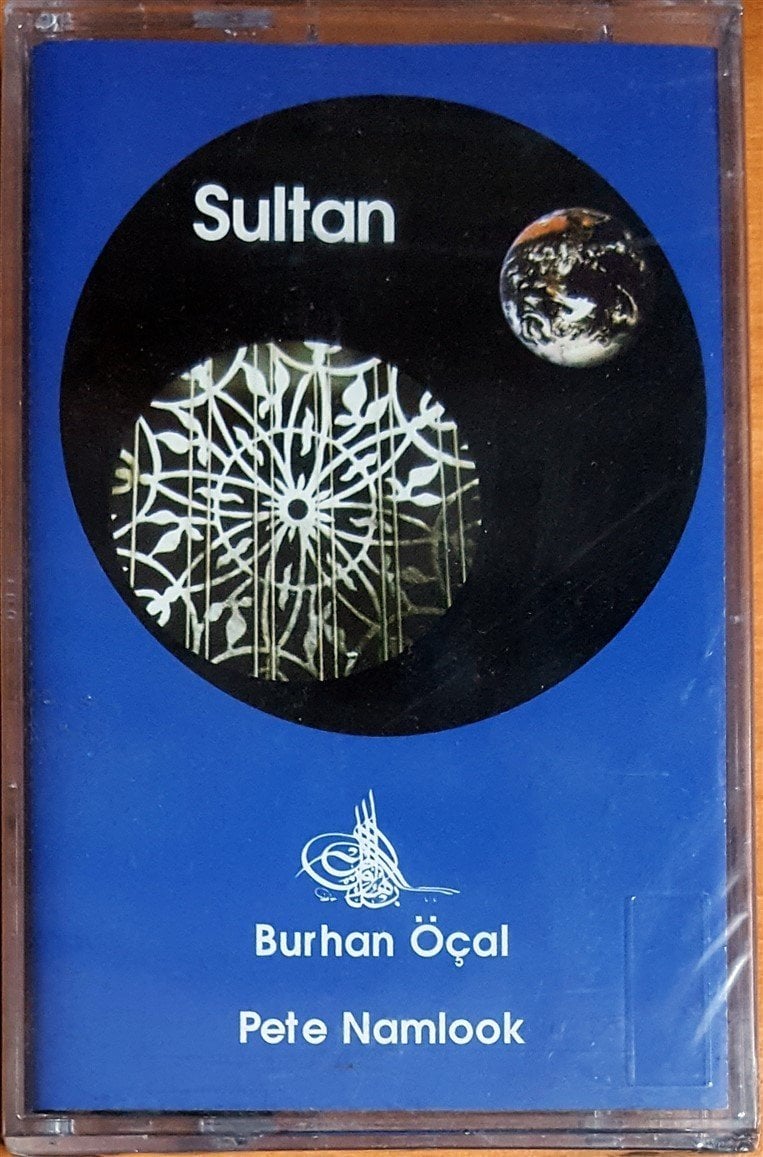 Sultan
Burhan Öçal
Pete Namlook